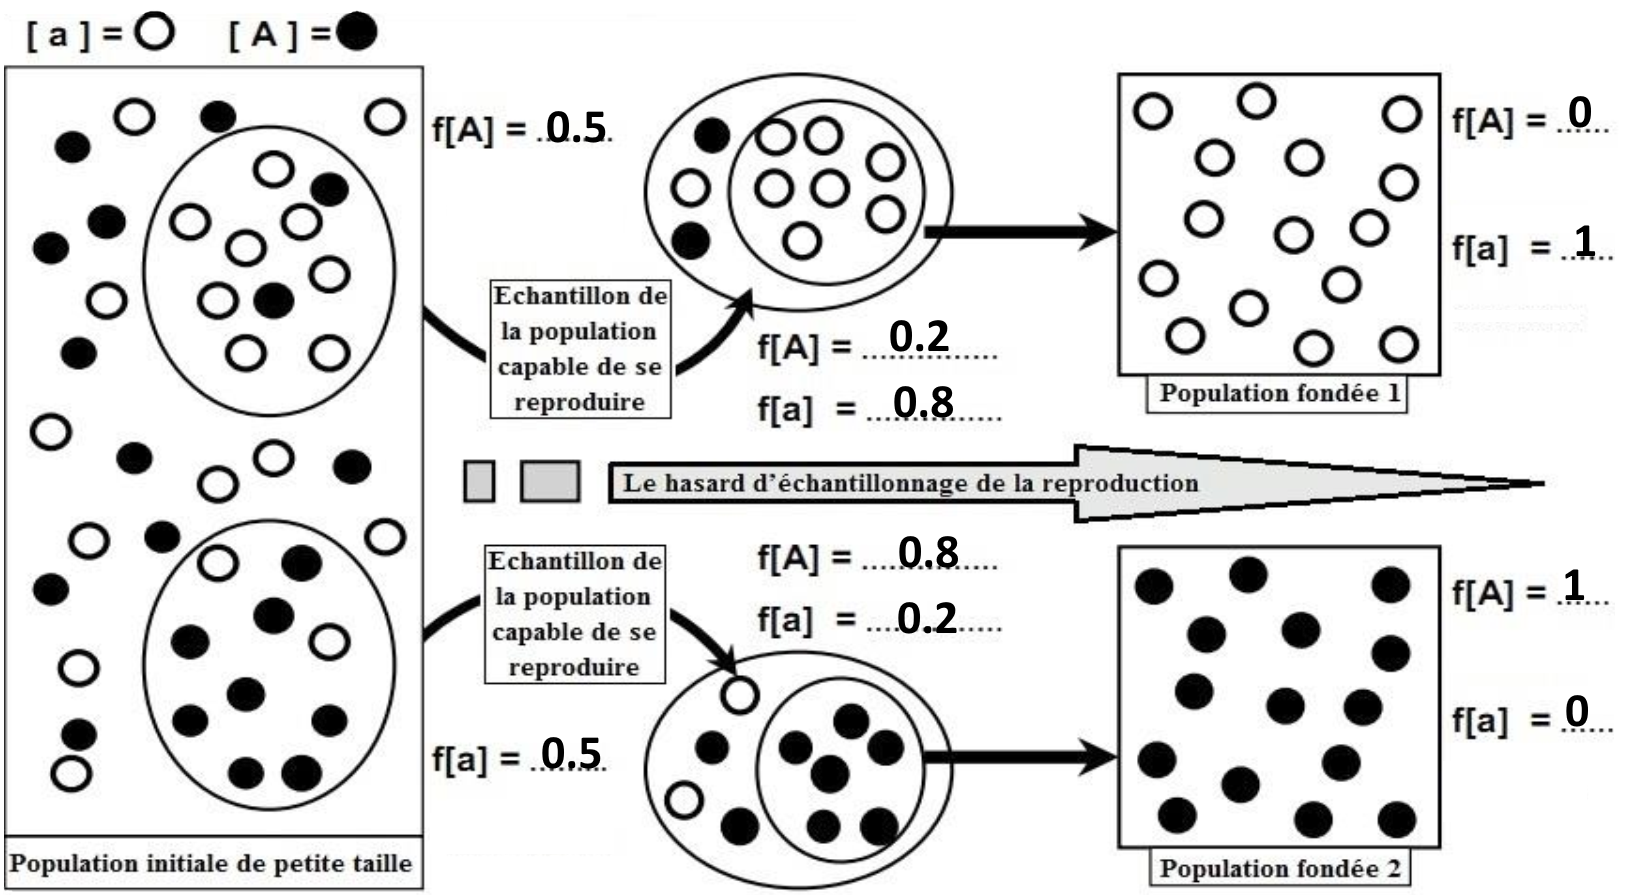 [ a ] = [ A ] =
f[A] = ..0.5....
f[A] = ..0....
f[a] = ..1....
Echantillon de
la population
capable de se
reproduire
f[A] = ....0.2......
f[a] = ....0.8......
Population fondée 1
Le hasard d’échantillonnage de la reproduction
Echantillon de
la population
capable de se
reproduire
f[A] = ....0.8......
f[a] = ....0.2......
f[A] = ..1....
f[a] = ..0....
f[a] = ..0.5....
Population initiale de petite taille
Population fondée 2